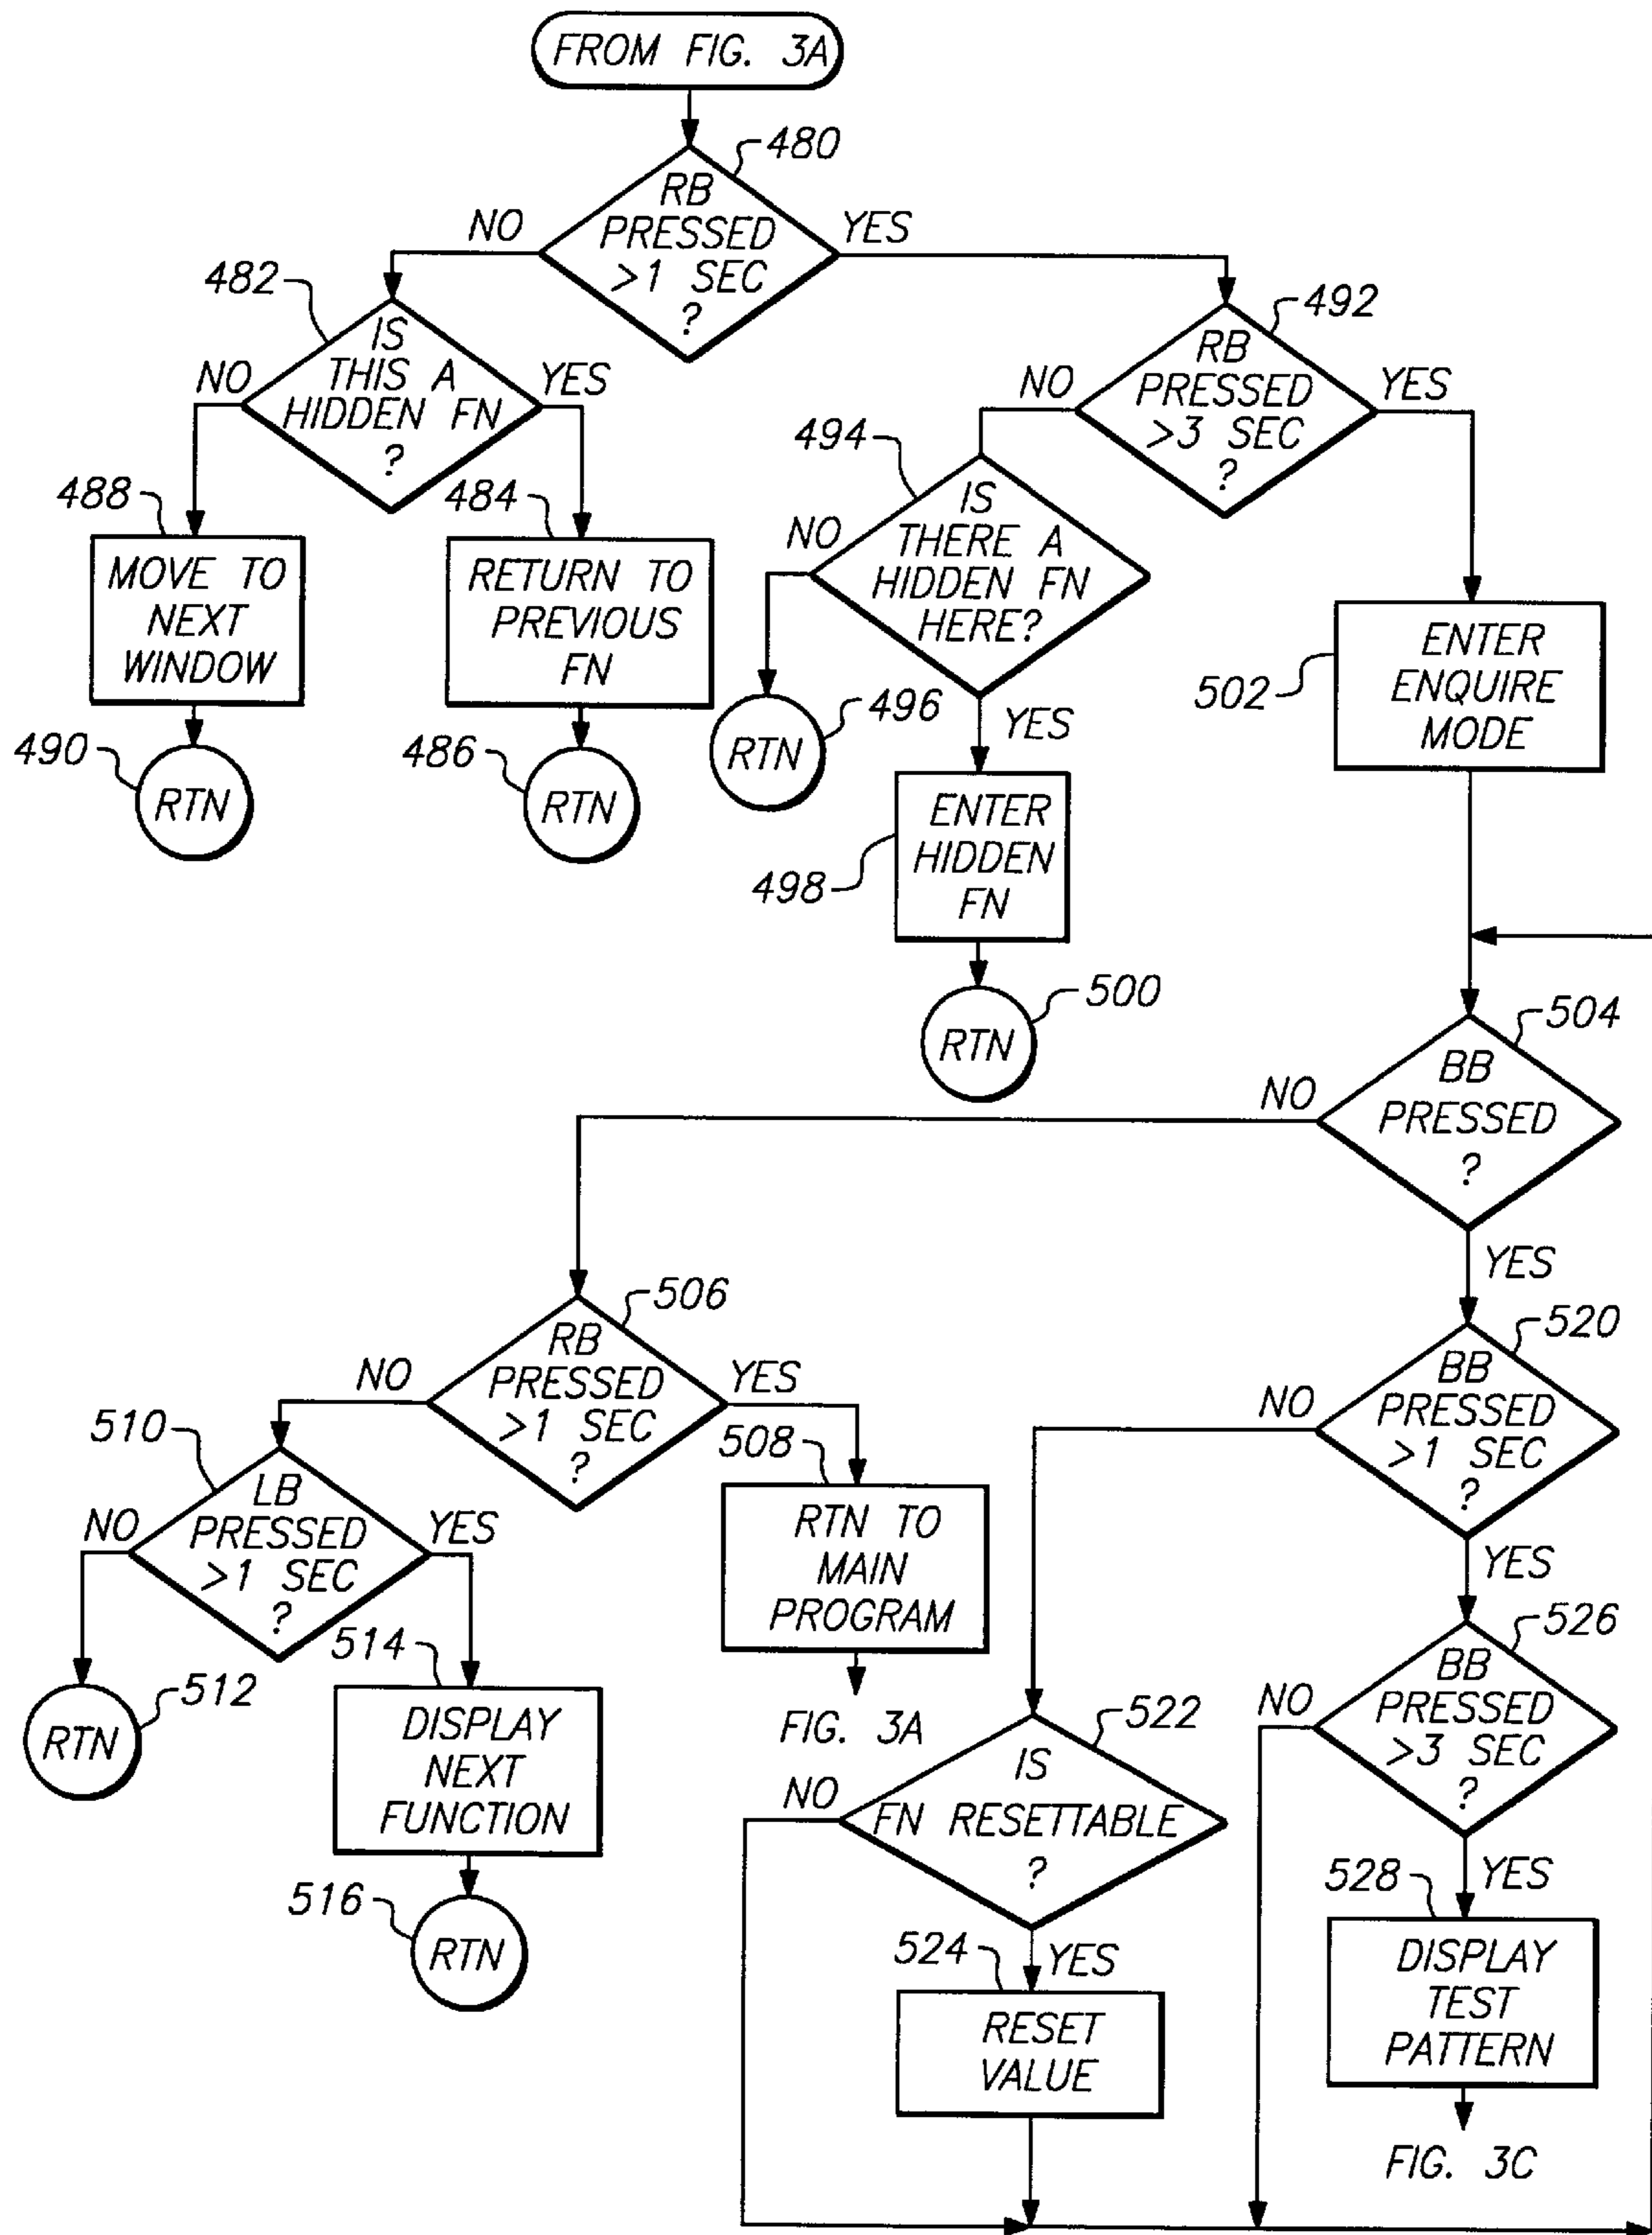 FROM FIG. 3A
480
RB
PRESSED
>1 SEC
?
NO
YES
482
IS
THIS A
HIDDEN FN
?
NO
YES
492
RB
PRESSED
>3 SEC
?
NO
YES
488
MOVE TO
NEXT
WINDOW
484
RETURN TO
PREVIOUS
FN
494
IS
THERE A
HIDDEN FN
HERE?
NO
YES
502
ENTER
ENQUIRE
MODE
490
RTN
486
RTN
496
RTN
498
ENTER
HIDDEN
FN
500
RTN
504
BB
PRESSED
?
NO
YES
506
RB
PRESSED
>1 SEC
?
NO
YES
520
BB
PRESSED
>1 SEC
?
NO
YES
510
LB
PRESSED
>1 SEC
?
NO
YES
508
RTN TO
MAIN
PROGRAM
FIG. 3A
512
RTN
514
DISPLAY
NEXT
FUNCTION
516
RTN
522
IS
FN RESETTABLE
?
NO
YES
526
BB
PRESSED
>3 SEC
?
NO
YES
524
RESET
VALUE
528
DISPLAY
TEST
PATTERN
FIG. 3C